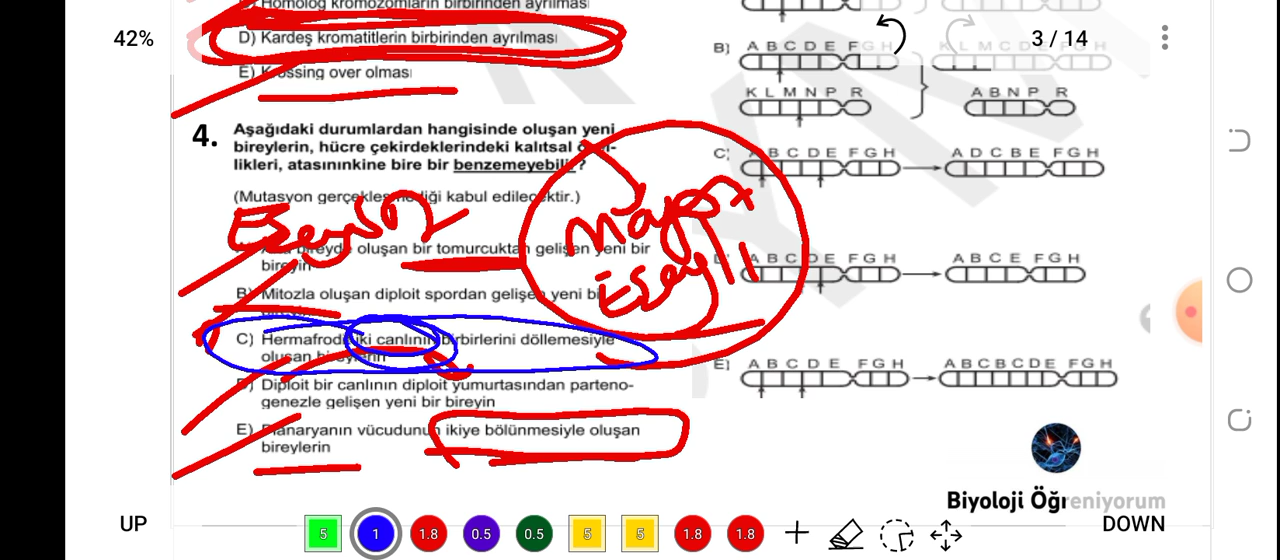 42%
Homolog kromozomların birbirinden ayrılması
D) Kardeş kromatitlerin birbirinden ayrılması
E) Krossing over olması
4. Aşağıdaki durumlardan hangisinde oluşan yeni
bireylerin, hücre çekirdeklerindeki kalıtsal
likleri, atasınınkine bire bir benzemeyebilir?
(Mutasyon kabul edilecektir.)
Eşeysiz
Mayoz
Eşeyli
bireyde oluşan bir tomurcuktan gelişen yeni bir
bireyin
B) Mitozla oluşan diploit spordan gelişen yeni
C) Hermafrodit iki canlının birbirlerini döllemesiyle
oluşan bireylerin
D) Diploit bir canlının diploit yumurtasından parteno-
genezle gelişen yeni bir bireyin
E) Planaryanın vücudunun ikiye bölünmesiyle oluşan
bireylerin
3 / 14
B) A B C D E F G H
K L M C D E F G H
K L M N P R
A B N P R
C) A B C D E F G H
A D C B E F G H
A B C D E F G H
A B C E F G H
E) A B C D E F G H
A B C B C D E F G H
Biyoloji Öğreniyorum
UP
5
1
1.8
0.5
0.5
5
5
1.8
1.8
DOWN